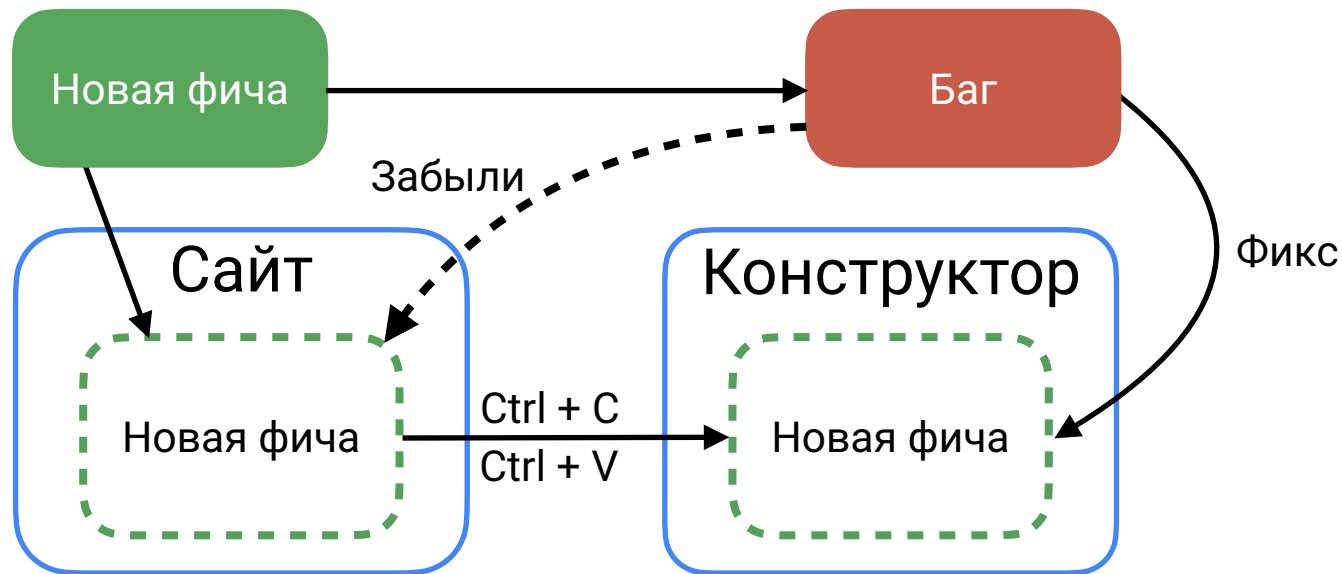 Новая фича
Баг
Забыли
Сайт
Конструктор
Фикс
Новая фича
Ctrl + C
Ctrl + V
Новая фича